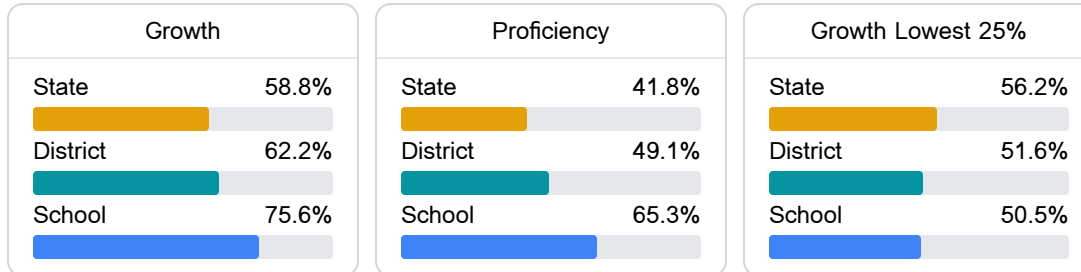 Growth
State 58.8%
District 62.2%
School 75.6%
Proficiency
State 41.8%
District 49.1%
School 65.3%
Growth Lowest 25%
State 56.2%
District 51.6%
School 50.5%